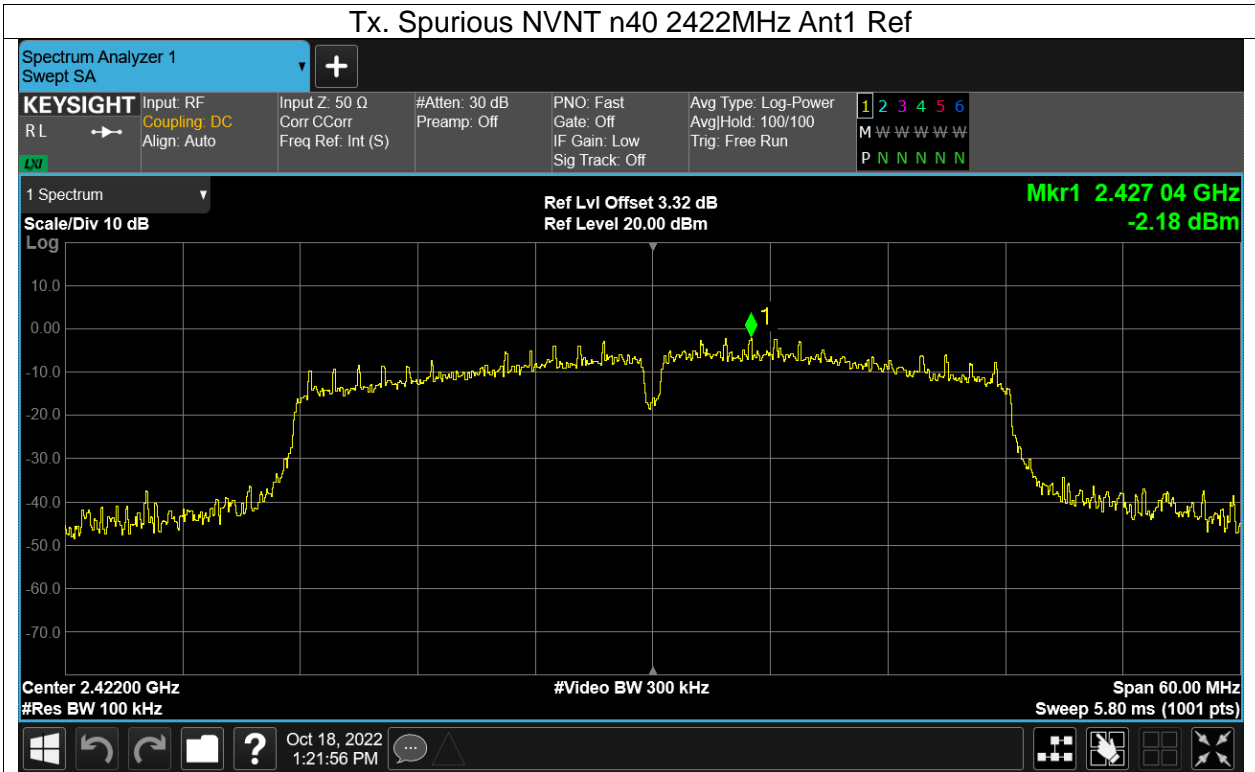 Tx. Spurious NVNT n40 2422MHz Ant1 Ref
Spectrum Analyzer 1
Swept SA
KEYSIGHT
R L
LXI
Input: RF
Coupling: DC
Align: Auto
Input Z: 50 Ω
Corr CCorr
Freq Ref: Int (S)
#Atten: 30 dB
Preamp: Off
PNO: Fast
Gate: Off
IF Gain: Low
Sig Track: Off
Avg Type: Log-Power
Avg|Hold: 100/100
Trig: Free Run
1 2 3 4 5 6
M W W W W W
P N N N N N
1 Spectrum
Scale/Div 10 dB
Log
Ref Lvl Offset 3.32 dB
Ref Level 20.00 dBm
Mkr1 2.427 04 GHz
-2.18 dBm
10.0
0.00
-10.0
-20.0
-30.0
-40.0
-50.0
-60.0
-70.0
1
Center 2.42200 GHz
#Res BW 100 kHz
#Video BW 300 kHz
Span 60.00 MHz
Sweep 5.80 ms (1001 pts)
?
Oct 18, 2022
1:21:56 PM